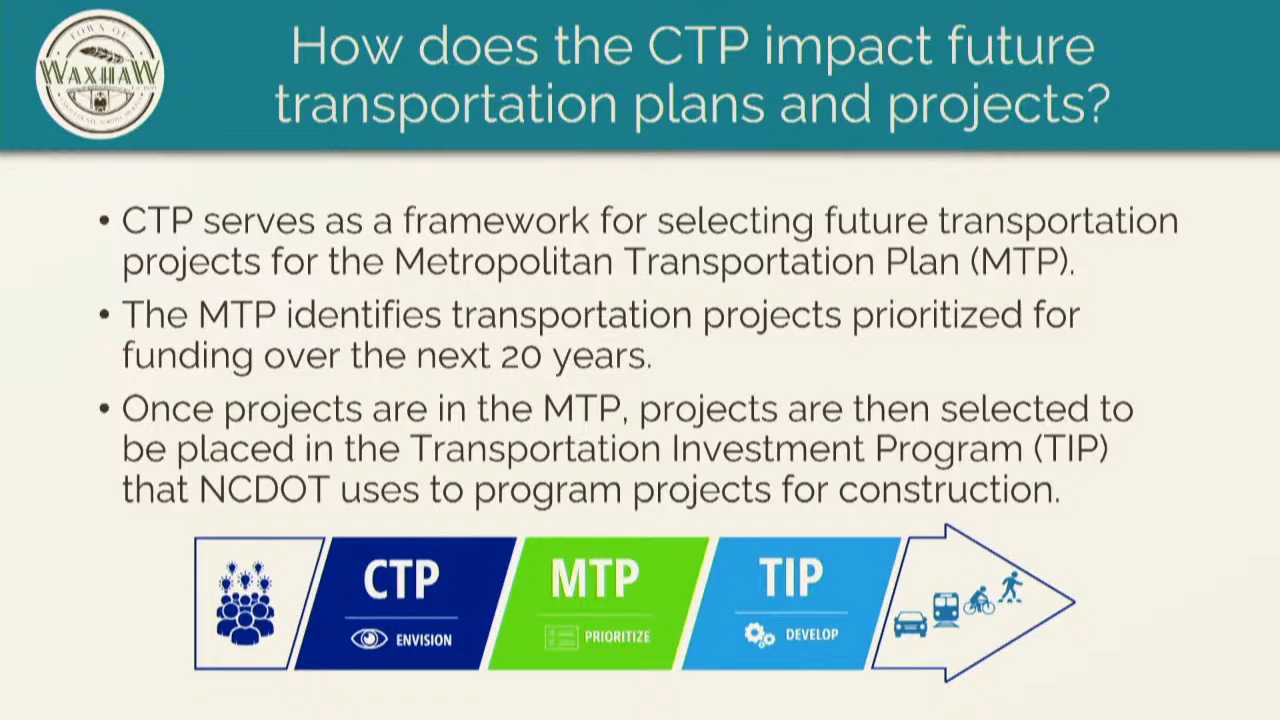 TOWN OF
WAXHAW
How does the CTP impact future
transportation plans and projects?
• CTP serves as a framework for selecting future transportation
projects for the Metropolitan Transportation Plan (MTP).
• The MTP identifies transportation projects prioritized for
funding over the next 20 years.
• Once projects are in the MTP, projects are then selected to
be placed in the Transportation Investment Program (TIP)
that NCDOT uses to program projects for construction.
CTP
ENVISION
MTP
PRIORITIZE
TIP
DEVELOP